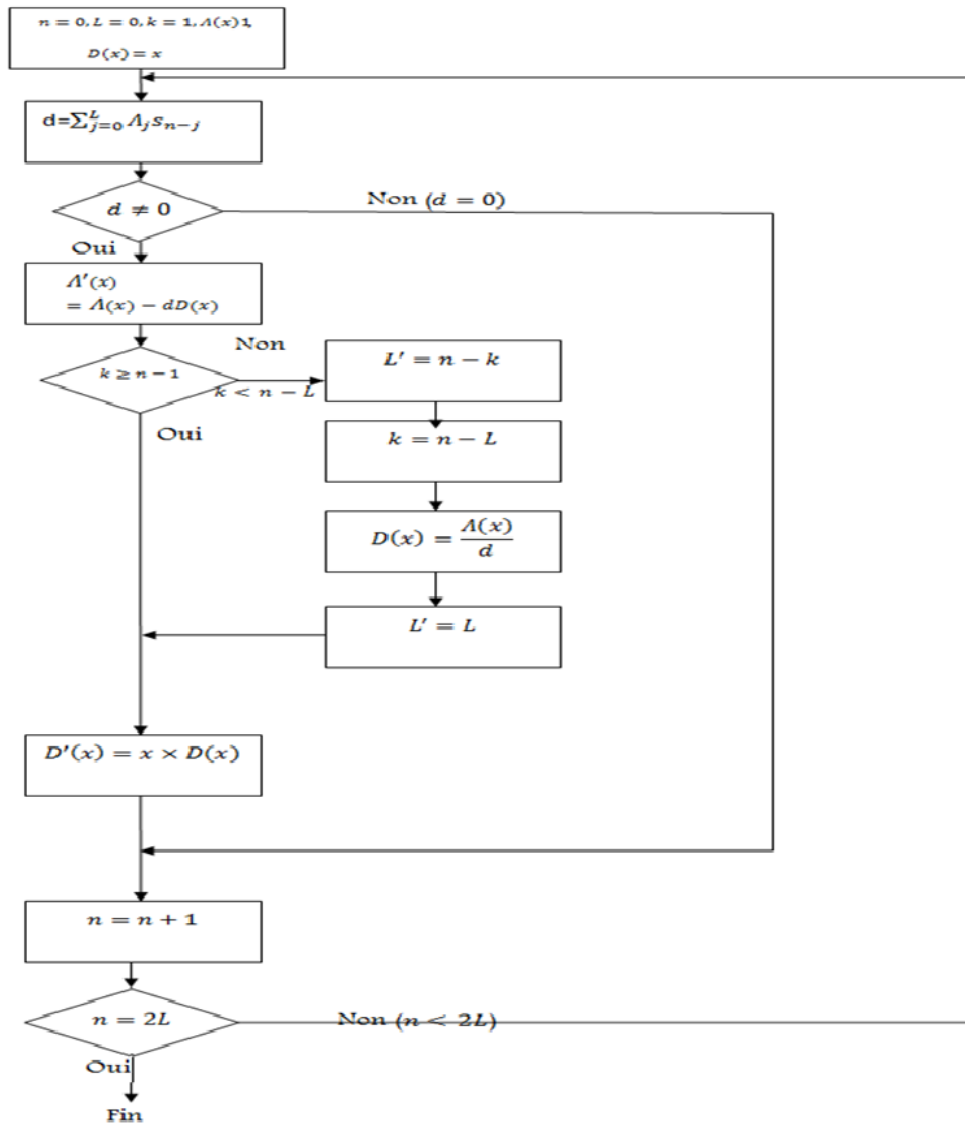 n = 0, L = 0, k = 1, Λ(x)1,
D(x) = x
d=∑_{j=0}^{L} Λ_j s_{n−j}
d ≠ 0
Non (d = 0)
Oui
Λ′(x)
= Λ(x) − dD(x)
Non
k ≥ n − 1
k < n − L
L′ = n − k
Oui
k = n − L
D(x) = Λ(x)/d
L′ = L
D′(x) = x × D(x)
n = n + 1
n = 2L
Non (n < 2L)
Oui
Fin